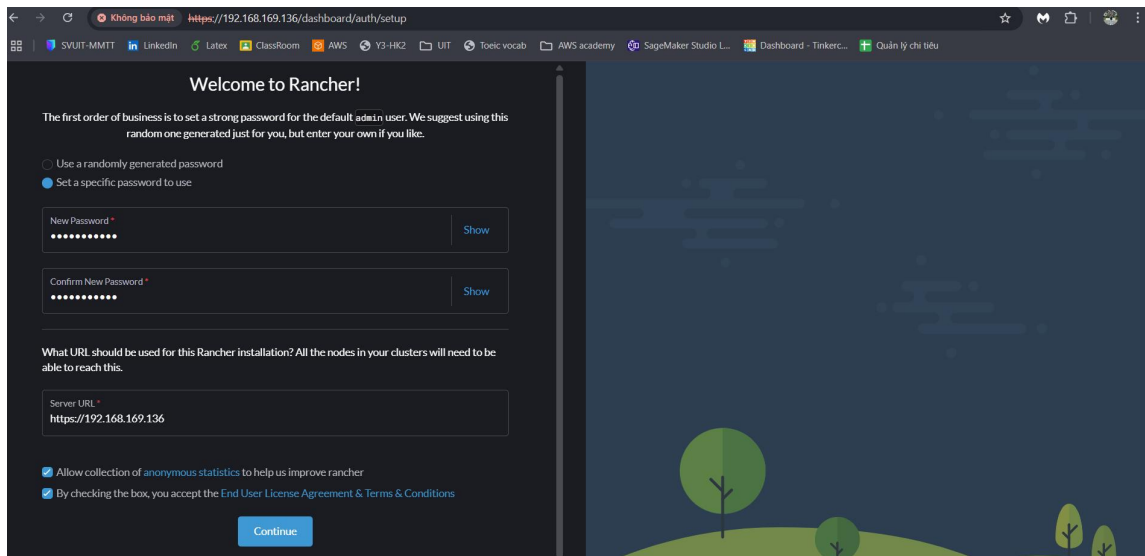 Không bảo mật https://192.168.169.136/dashboard/auth/setup
SVUIT-MMTT LinkedIn Latex ClassRoom AWS Y3-HK2 UIT Toeic vocab AWS academy SageMaker Studio L... Dashboard - Tinkerc... Quản lý chi tiêu
Welcome to Rancher!
The first order of business is to set a strong password for the default admin user. We suggest using this
random one generated just for you, but enter your own if you like.
Use a randomly generated password
Set a specific password to use
New Password *
Show
Confirm New Password *
Show
What URL should be used for this Rancher installation? All the nodes in your clusters will need to be
able to reach this.
Server URL *
https://192.168.169.136
Allow collection of anonymous statistics to help us improve rancher
By checking the box, you accept the End User License Agreement & Terms & Conditions
Continue